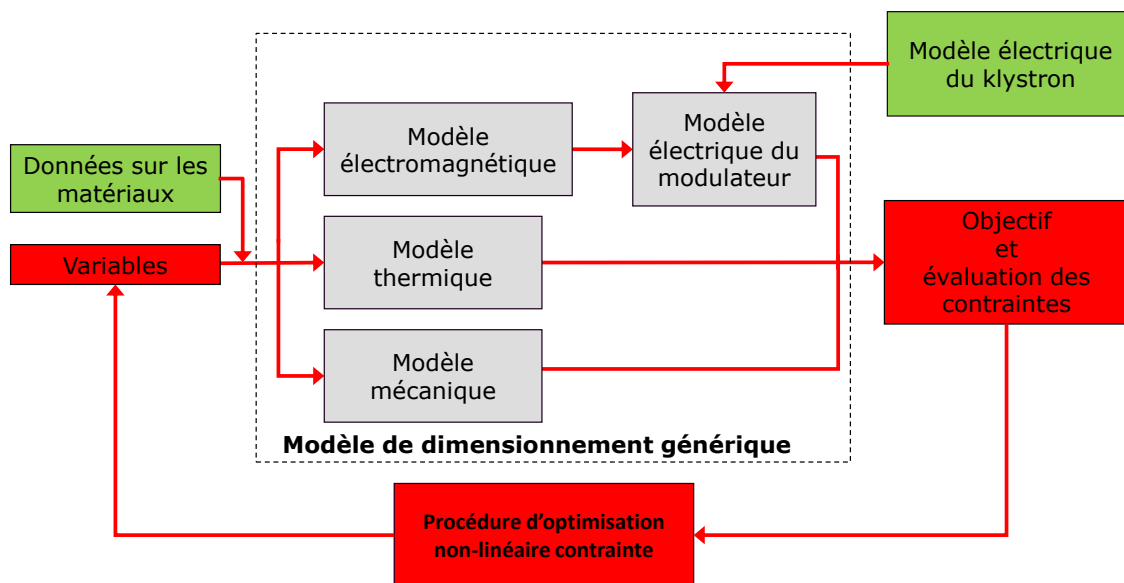 Modèle électrique
du klystron
Modèle
électromagnétique
Modèle
électrique du
modulateur
Données sur les
matériaux
Variables
Modèle
thermique
Objectif
et
évaluation des
contraintes
Modèle
mécanique
Modèle de dimensionnement générique
Procédure d’optimisation
non-linéaire contrainte